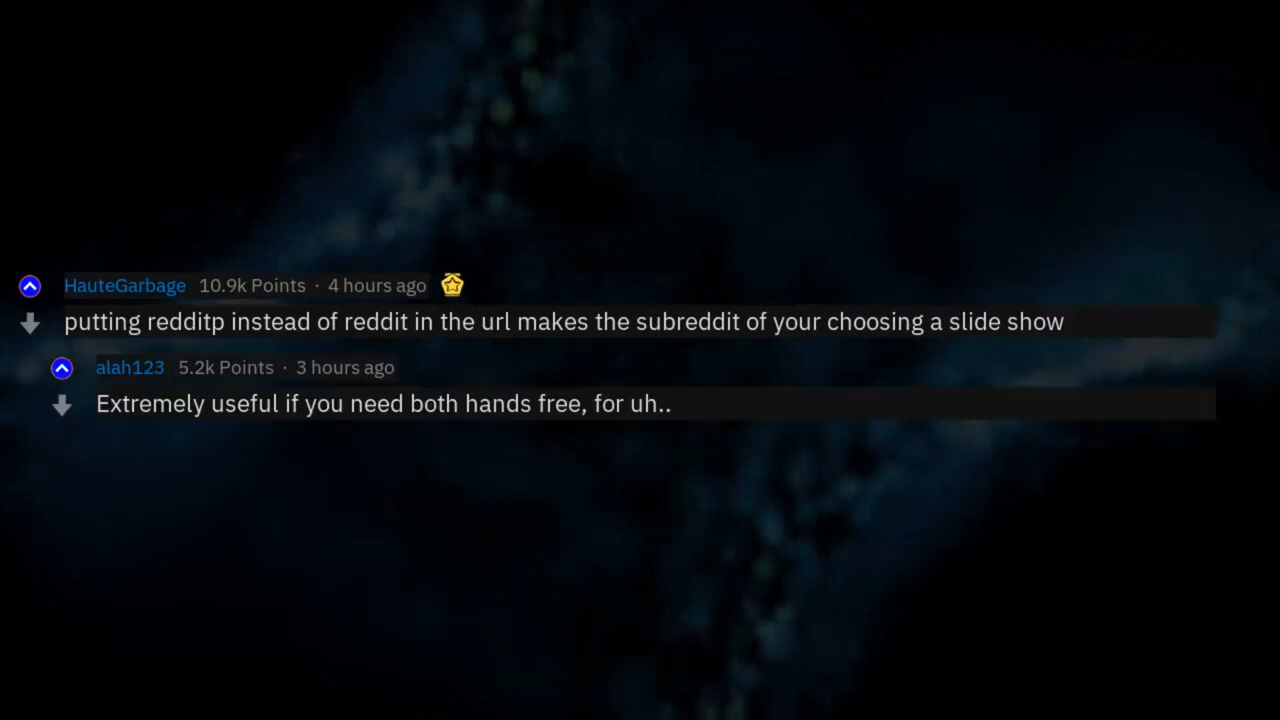 HauteGarbage 10.9k Points · 4 hours ago
putting redditp instead of reddit in the url makes the subreddit of your choosing a slide show
alah123 5.2k Points · 3 hours ago
Extremely useful if you need both hands free, for uh..